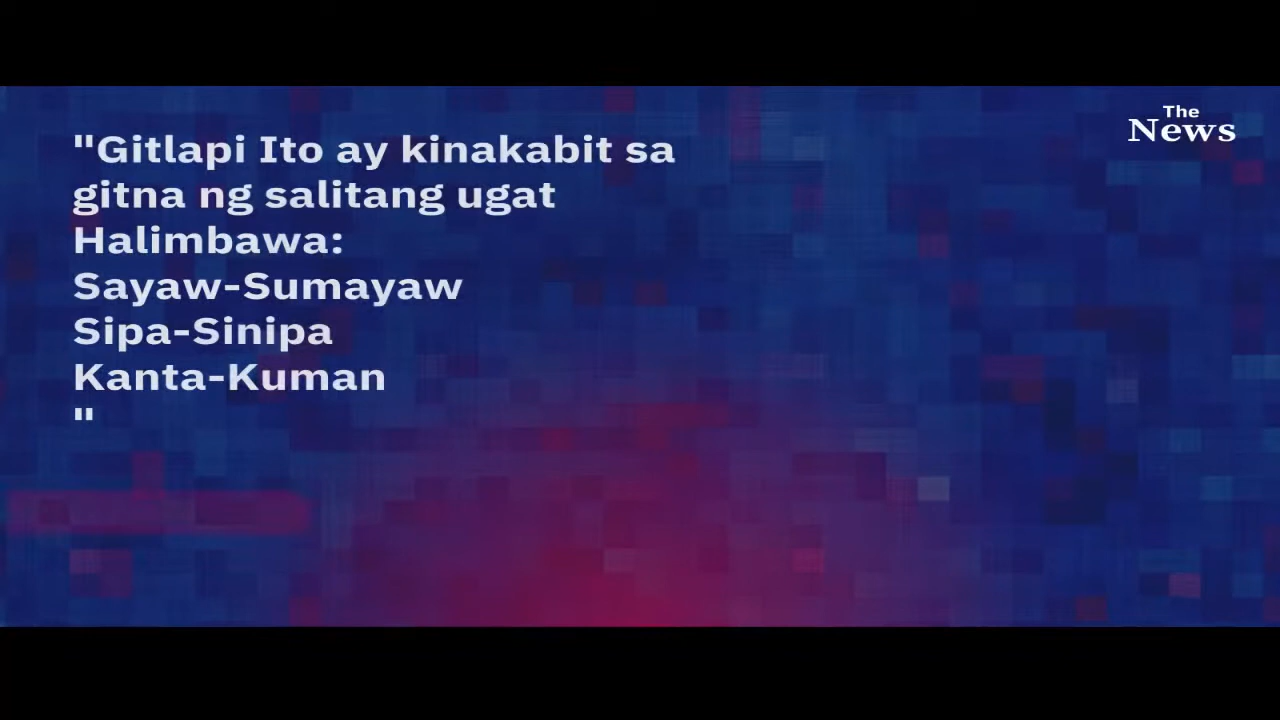 The
News
"Gitlapi Ito ay kinakabit sa
gitna ng salitang ugat
Halimbawa:
Sayaw-Sumayaw
Sipa-Sinipa
Kanta-Kuman
"